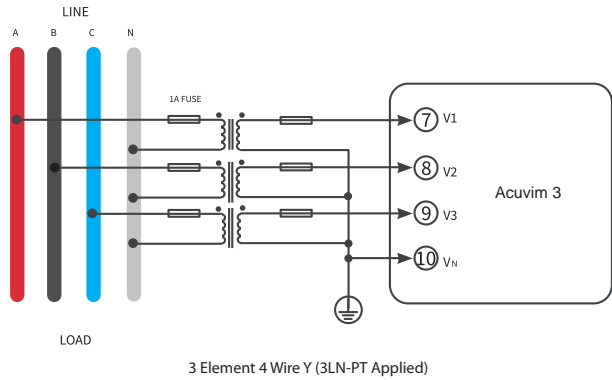 LINE
A B C N
1A FUSE
7 V1
8 V2
Acuvim 3
9 V3
10 VN
LOAD
3 Element 4 Wire Y (3LN-PT Applied)